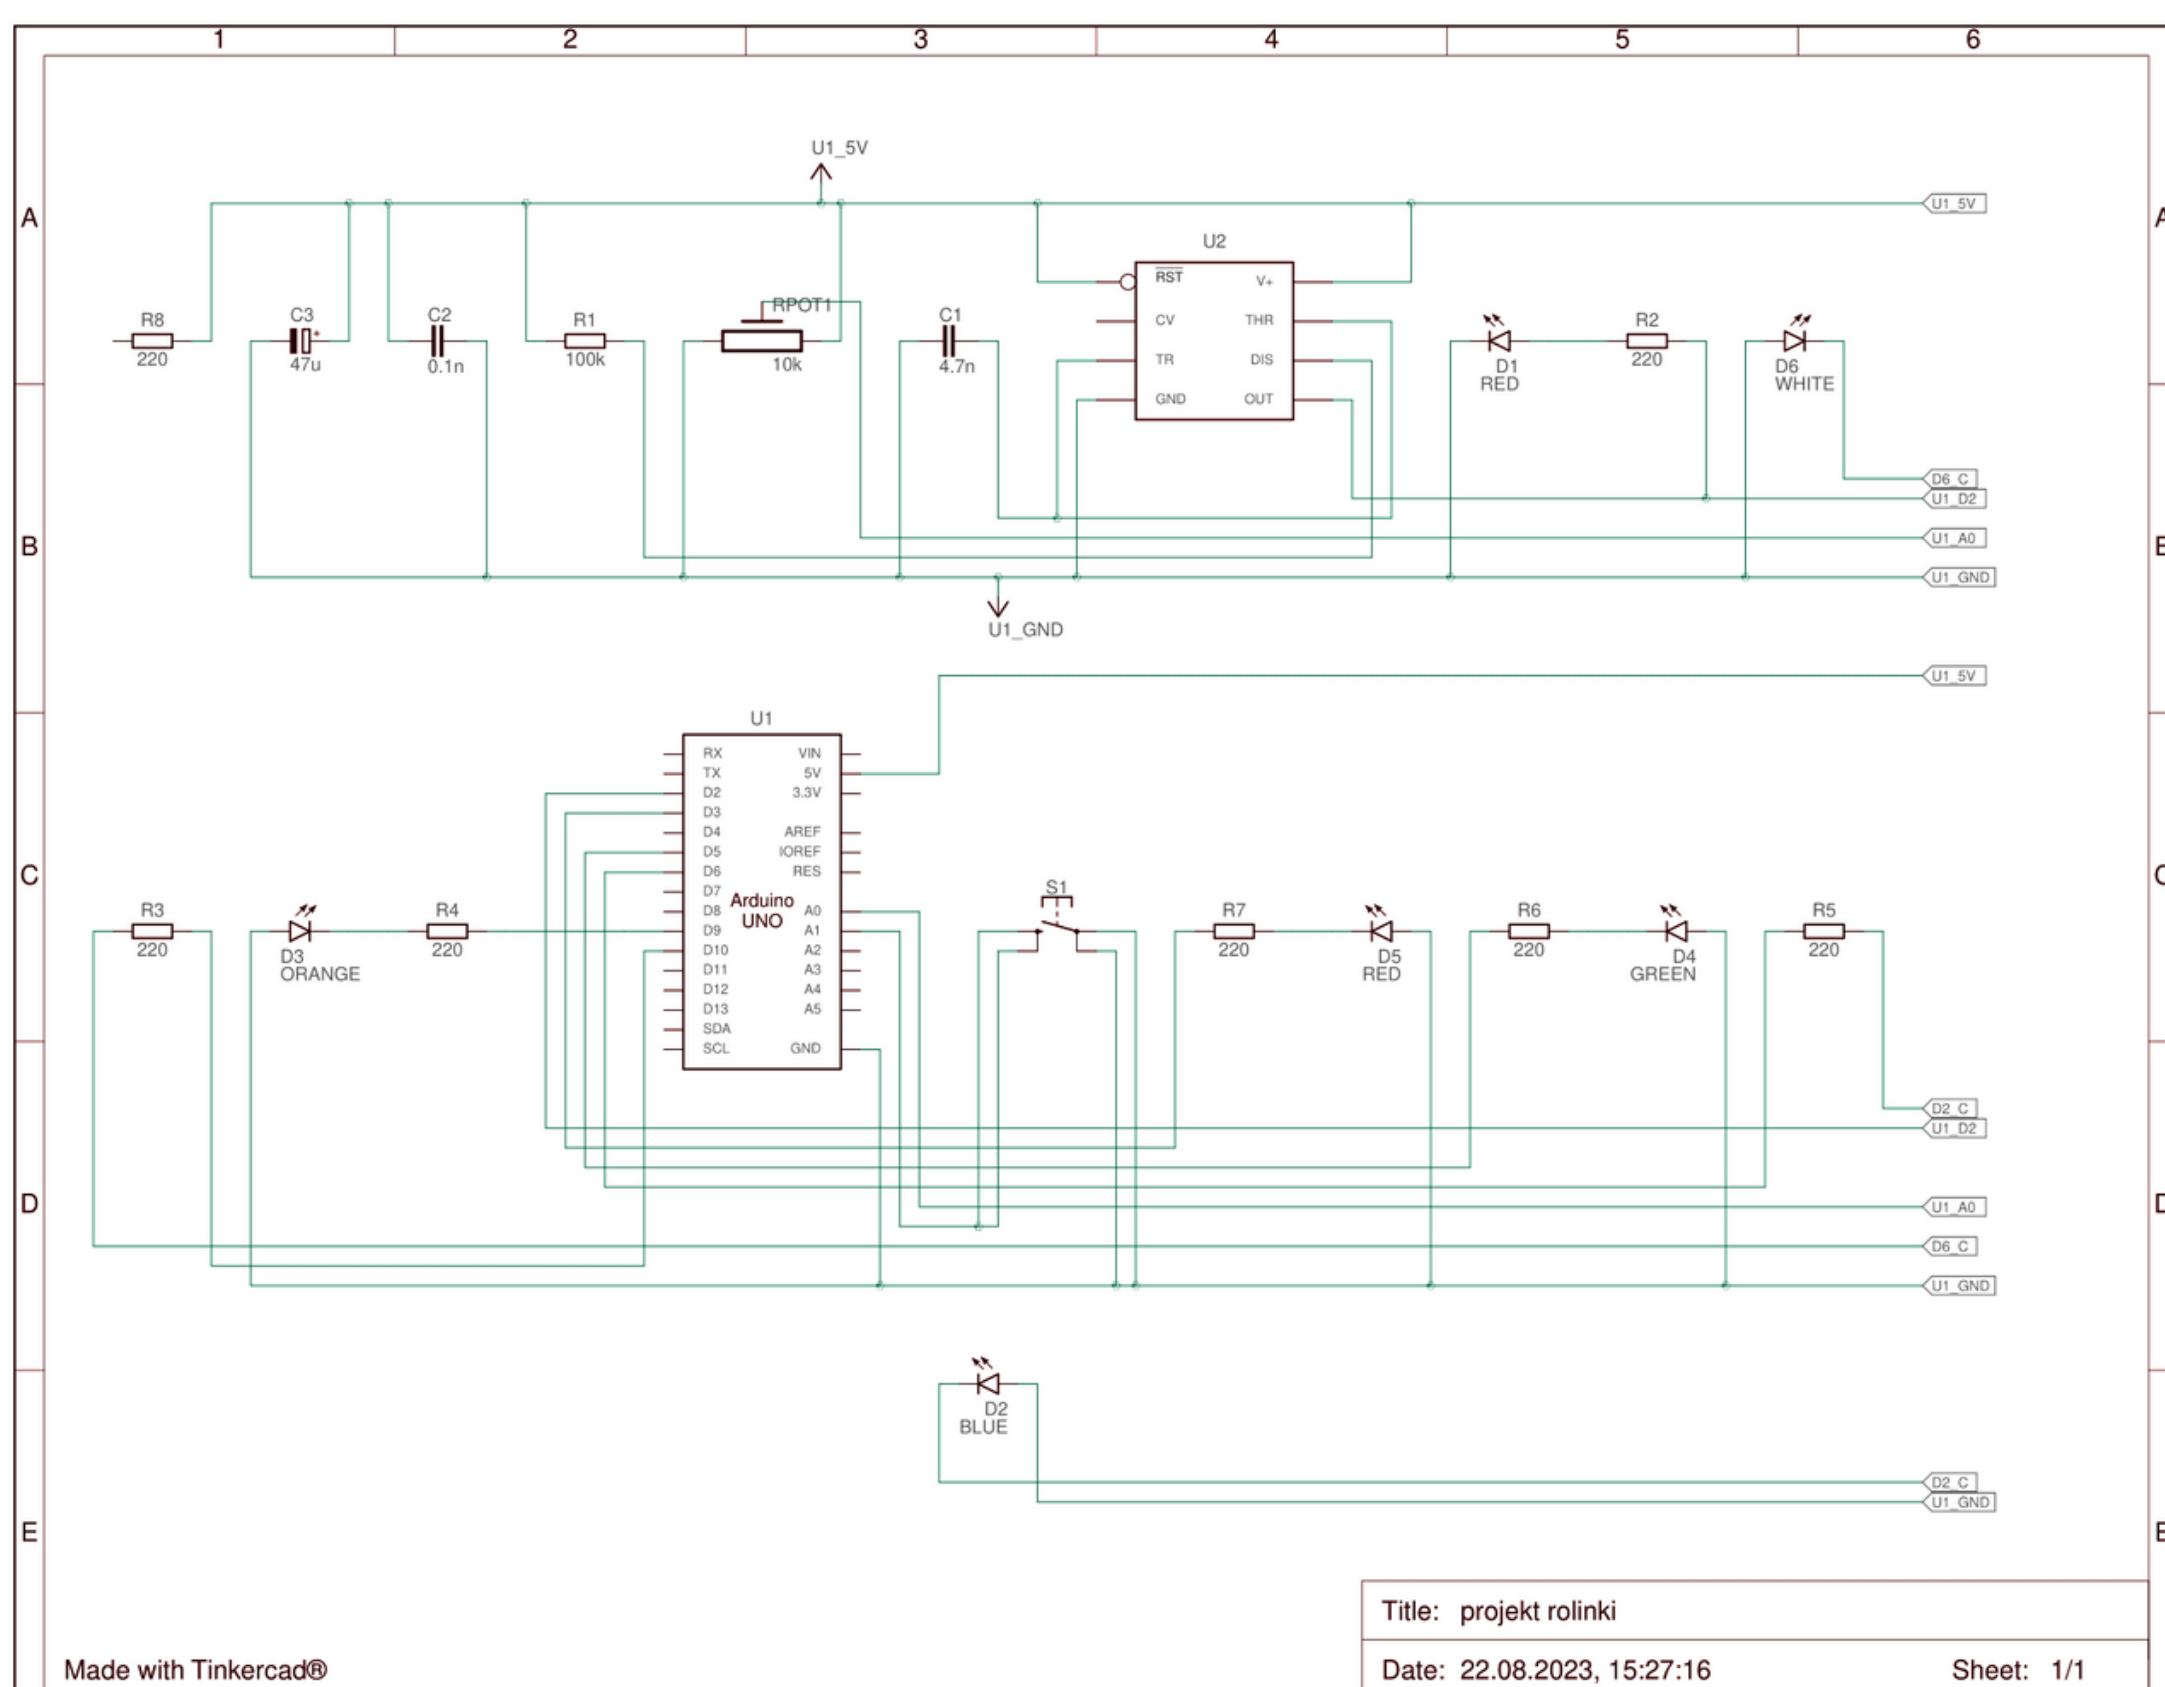 1 2 3 4 5 6
U1_5V
A
U1_5V
U2
RST V+
CV THR
TR DIS
GND OUT
R8
220
C3
+
47u
C2
0.1n
R1
100k
RPOT1
10k
C1
4.7n
D1
RED
R2
220
D6
WHITE
D6_C
U1_D2
B
U1_A0
U1_GND
U1_GND
U1_5V
U1
RX VIN
TX 5V
D2 3.3V
D3
D4 AREF
D5 IOREF
D6 RES
D7
D8 A0
D9 A1
D10 A2
D11 A3
D12 A4
D13 A5
SDA
SCL GND
Arduino
UNO
C
R3
220
D3
ORANGE
R4
220
S1
R7
220
D5
RED
R6
220
D4
GREEN
R5
220
D2_C
U1_D2
D
U1_A0
D6_C
U1_GND
D2
BLUE
D2_C
U1_GND
E
Title: projekt rolinki
Made with Tinkercad®
Date: 22.08.2023, 15:27:16 Sheet: 1/1